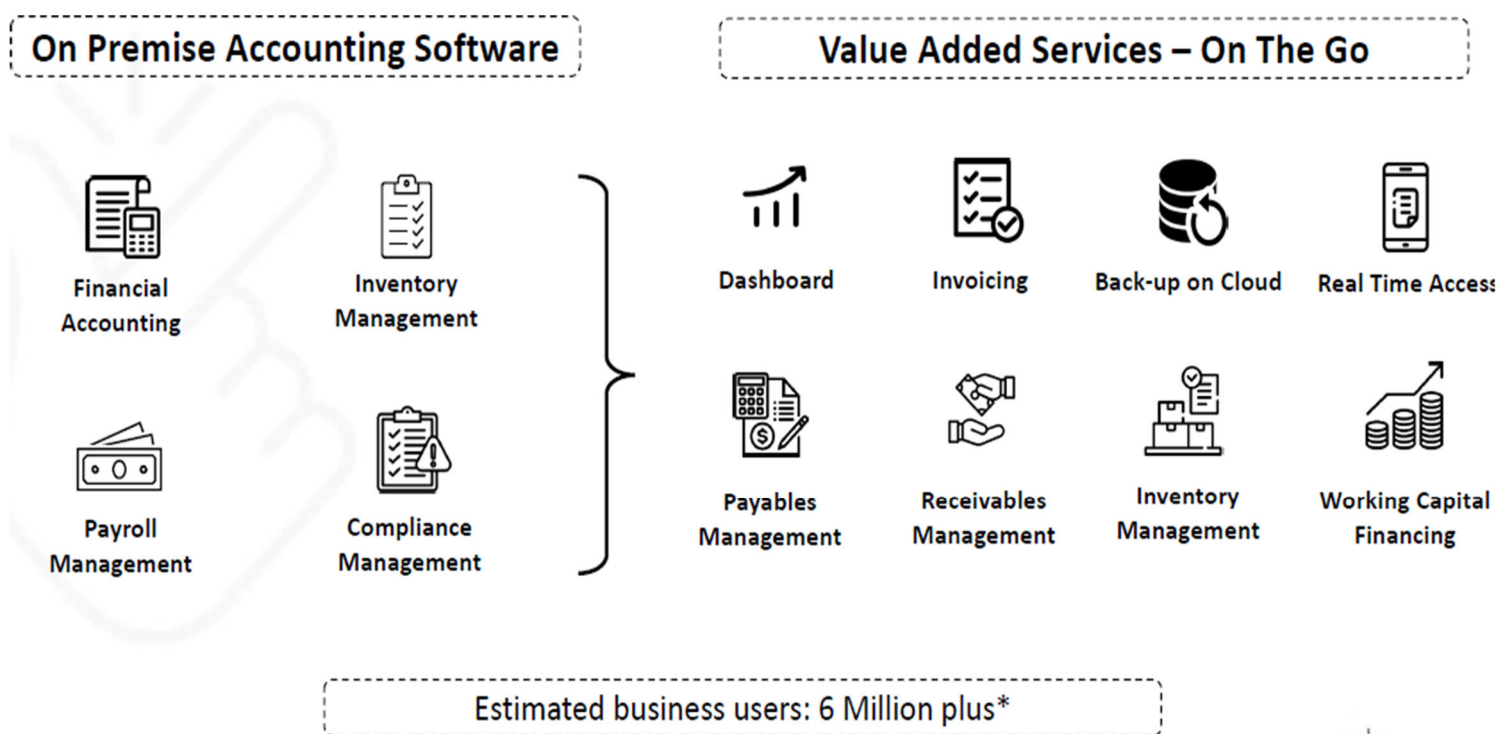 On Premise Accounting Software
Value Added Services – On The Go
Financial
Accounting
Inventory
Management
Payroll
Management
Compliance
Management
Dashboard
Invoicing
Back-up on Cloud
Real Time Access
Payables
Management
Receivables
Management
Inventory
Management
Working Capital
Financing
Estimated business users: 6 Million plus*